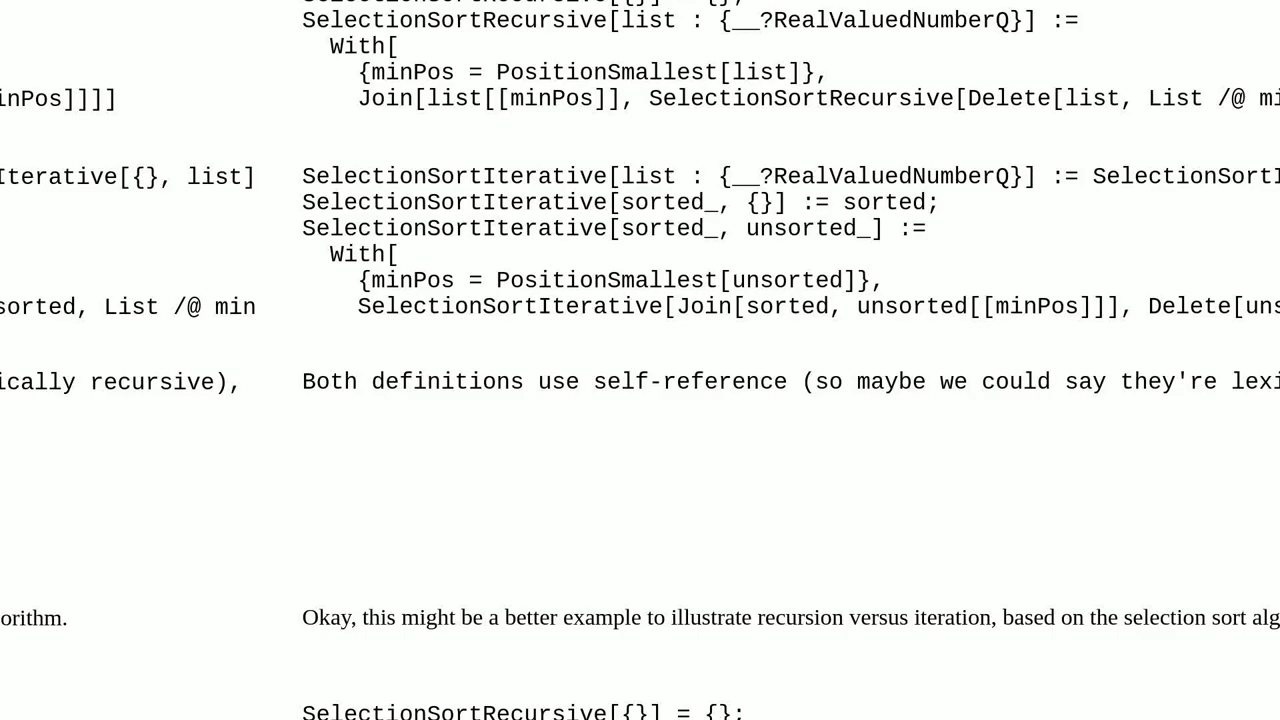 SelectionSortRecursive[list : {__?RealValuedNumberQ}] :=
With[
{minPos = PositionSmallest[list]},
inPos]]]]
Join[list[[minPos]], SelectionSortRecursive[Delete[list, List /@ mi
Iterative[{}, list]
SelectionSortIterative[list : {__?RealValuedNumberQ}] := SelectionSortI
SelectionSortIterative[sorted_, {}] := sorted;
SelectionSortIterative[sorted_, unsorted_] :=
With[
{minPos = PositionSmallest[unsorted]},
sorted, List /@ min
SelectionSortIterative[Join[sorted, unsorted[[minPos]]], Delete[uns
ically recursive),
Both definitions use self-reference (so maybe we could say they're lexi
orithm.
Okay, this might be a better example to illustrate recursion versus iteration, based on the selection sort alg
SelectionSortRecursive[{}] = {};